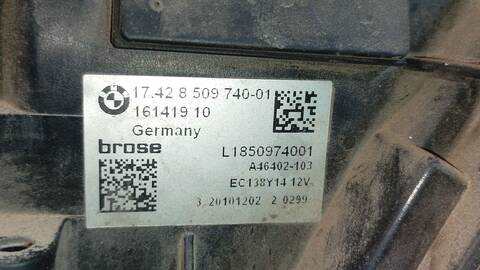 17.42 8 509 740-01
161419 10
Germany
brose L1850974001
A46402-103
EC138Y14 12V
3 20101202 2 0299